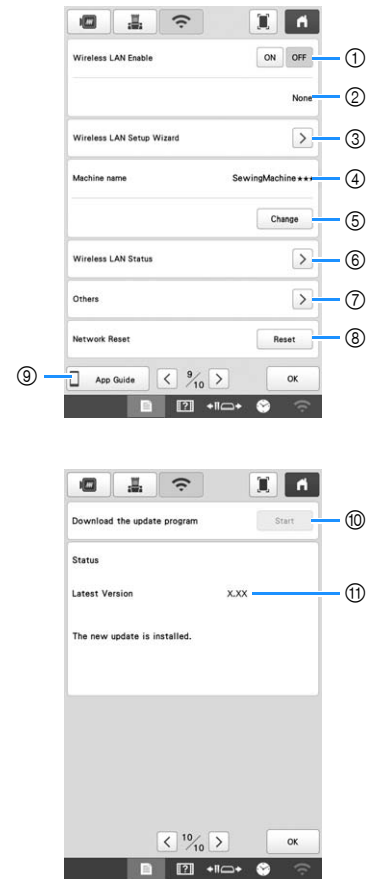 Wireless LAN Enable ON OFF ①
None ②
Wireless LAN Setup Wizard > ③
Machine name SewingMachine★★★ ④
Change ⑤
Wireless LAN Status > ⑥
Others > ⑦
Network Reset Reset ⑧
⑨ App Guide < 9/10 > OK
Download the update program Start ⑩
Status
Latest Version X.XX ⑪
The new update is installed.
< 10/10 > OK